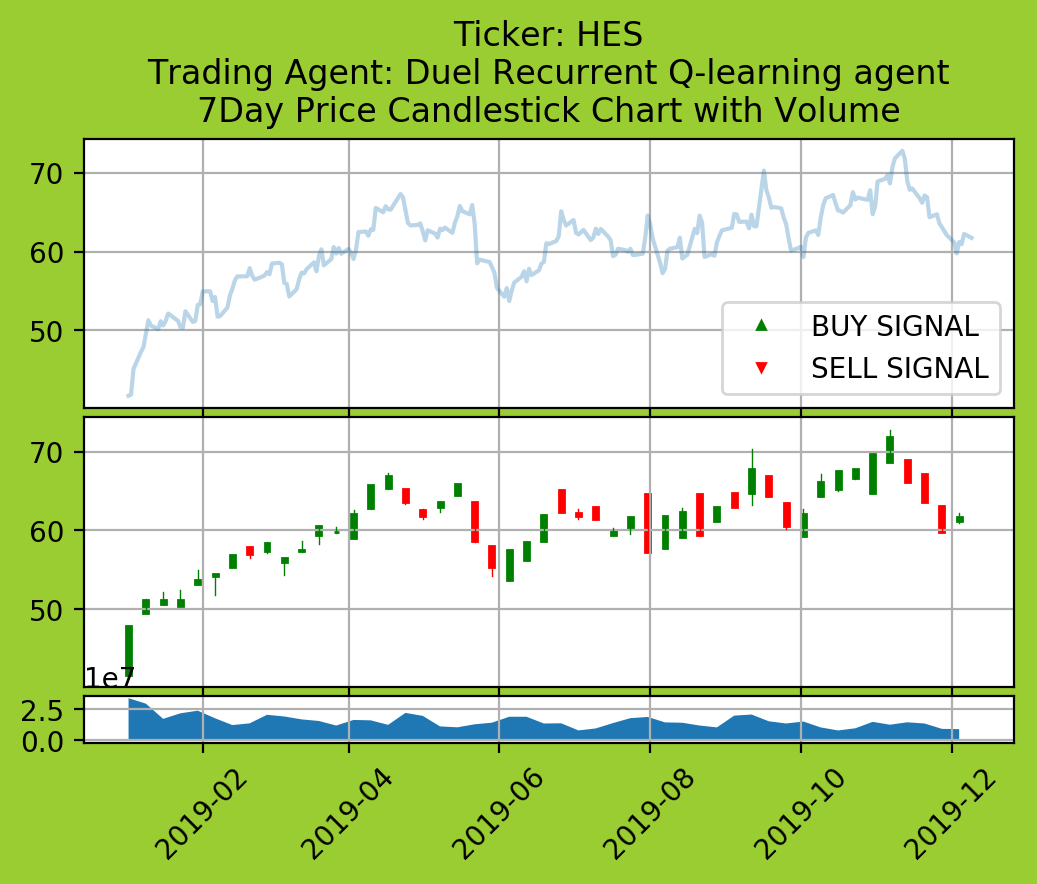 Ticker: HES
Trading Agent: Duel Recurrent Q-learning agent
7Day Price Candlestick Chart with Volume
70
60
50
BUY SIGNAL
SELL SIGNAL
70
60
50
1e7
2.5
0.0
2019-02
2019-04
2019-06
2019-08
2019-10
2019-12